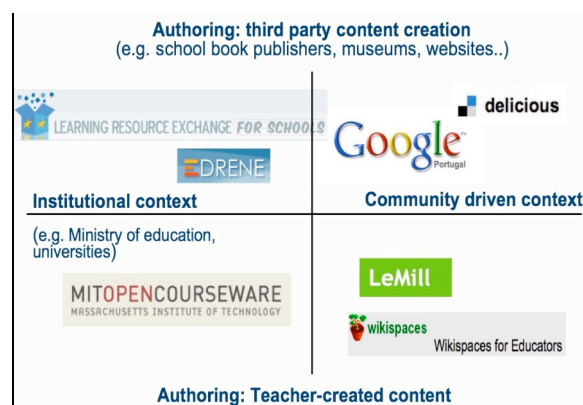 Authoring: third party content creation
(e.g. school book publishers, museums, websites..)
delicious
LEARNING RESOURCE EXCHANGE FOR SCHOOLS
Google™
Portugal
EDRENE
Institutional context
Community driven context
(e.g. Ministry of education,
universities)
LeMill
MITOPENCOURSEWARE
MASSACHUSETTS INSTITUTE OF TECHNOLOGY
wikispaces
Wikispaces for Educators
Authoring: Teacher-created content